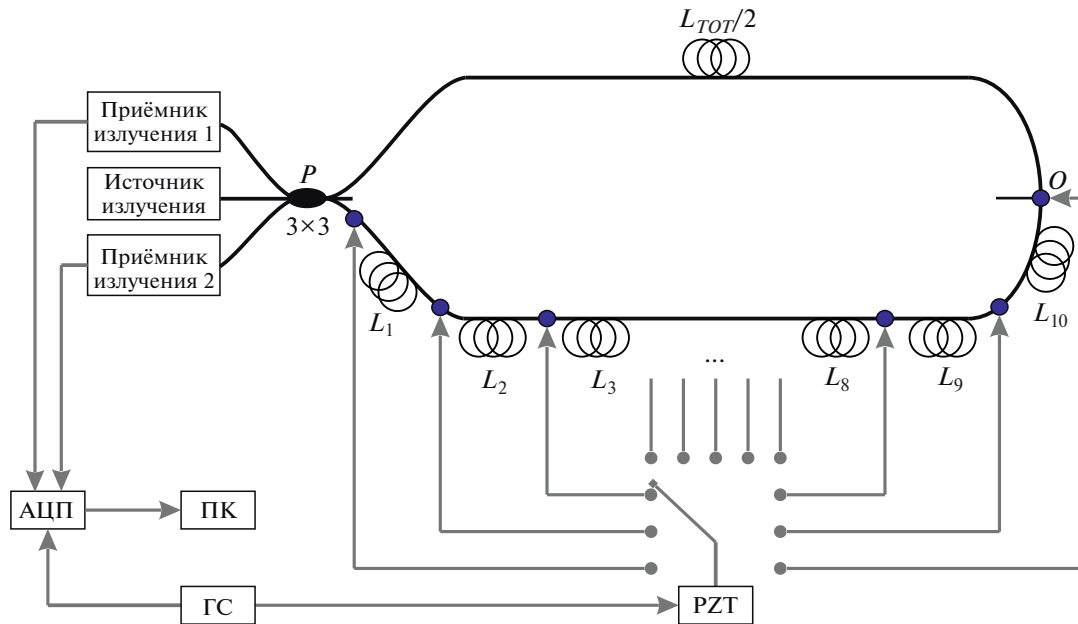 L_TOT/2
Приёмник
излучения 1
P
Источник
излучения
O
3×3
Приёмник
излучения 2
L_1
L_10
L_2
L_3
...
L_8
L_9
АЦП
ПК
ГС
PZT